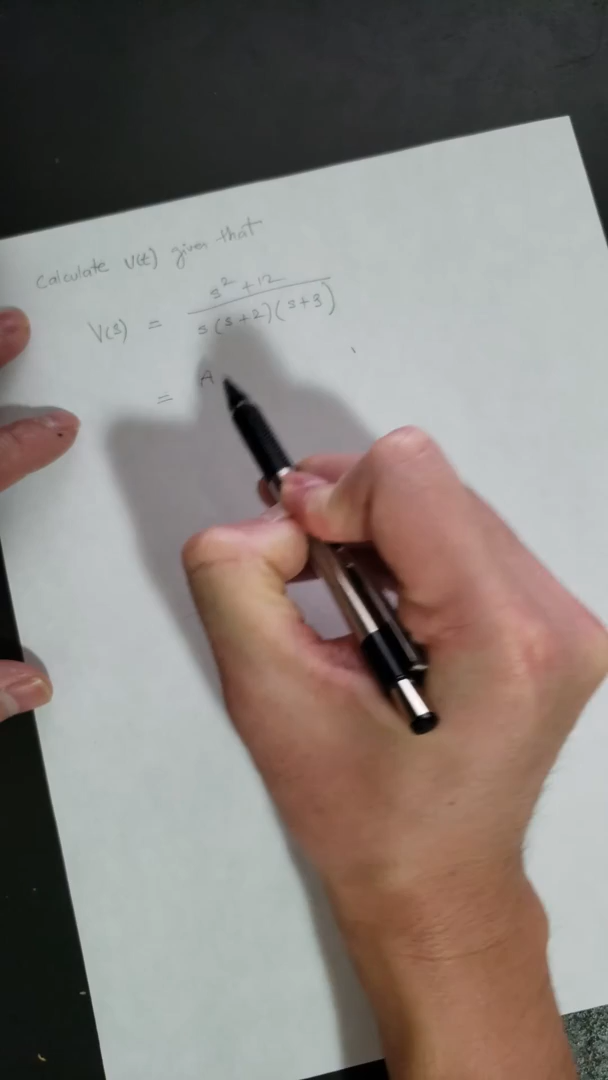 Calculate V(t) given that
s² + 12
V(s) = s(s+2)(s+3)
= A